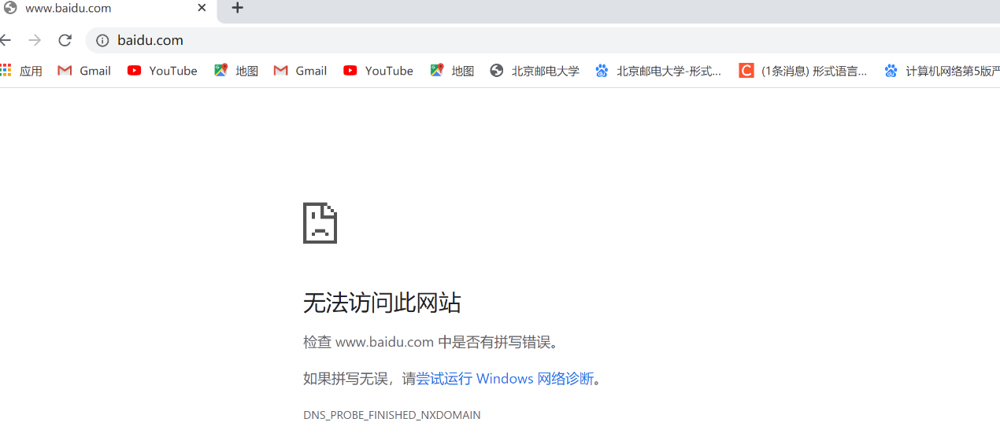 www.baidu.com
baidu.com
应用 Gmail YouTube 地图 Gmail YouTube 地图 北京邮电大学 北京邮电大学-形式... (1条消息) 形式语言... 计算机网络第5版严
无法访问此网站
检查 www.baidu.com 中是否有拼写错误。
如果拼写无误，请尝试运行 Windows 网络诊断。
DNS_PROBE_FINISHED_NXDOMAIN